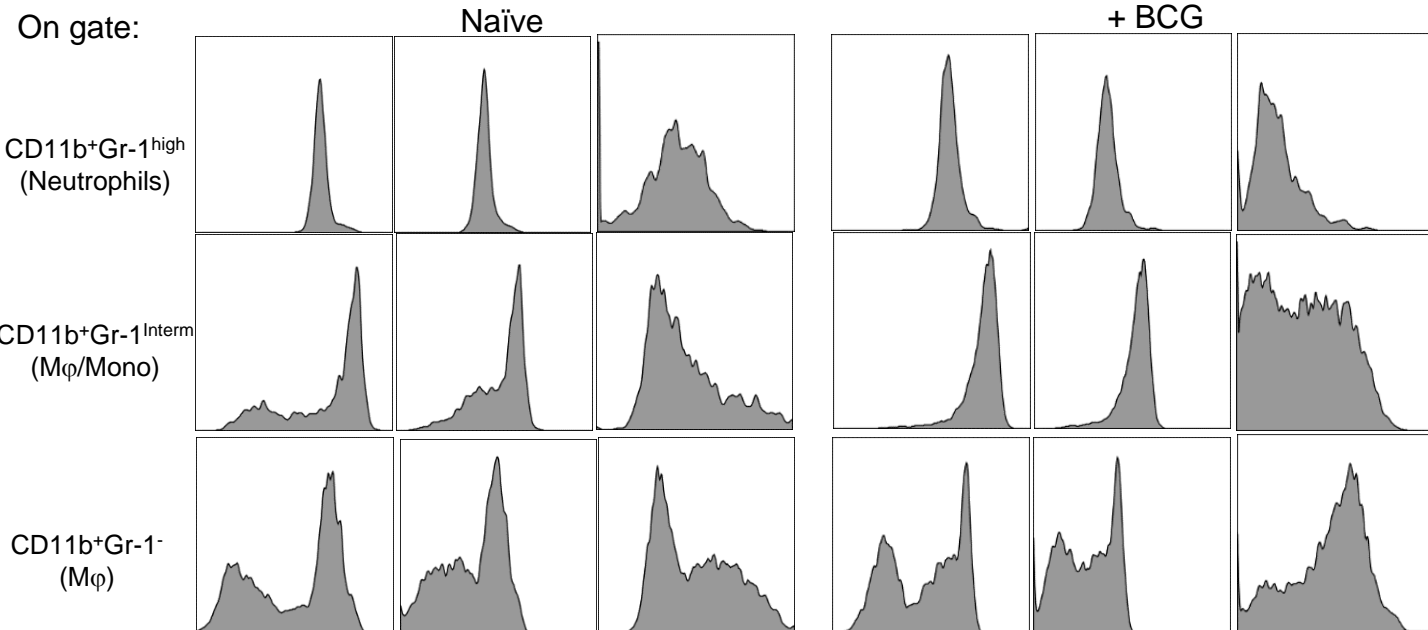 On gate:
Naïve
+ BCG
CD11b⁺Gr-1ʰⁱᵍʰ
(Neutrophils)
CD11b⁺Gr-1ᴵⁿᵗᵉʳᵐ
(Mφ/Mono)
CD11b⁺Gr-1⁻
(Mφ)